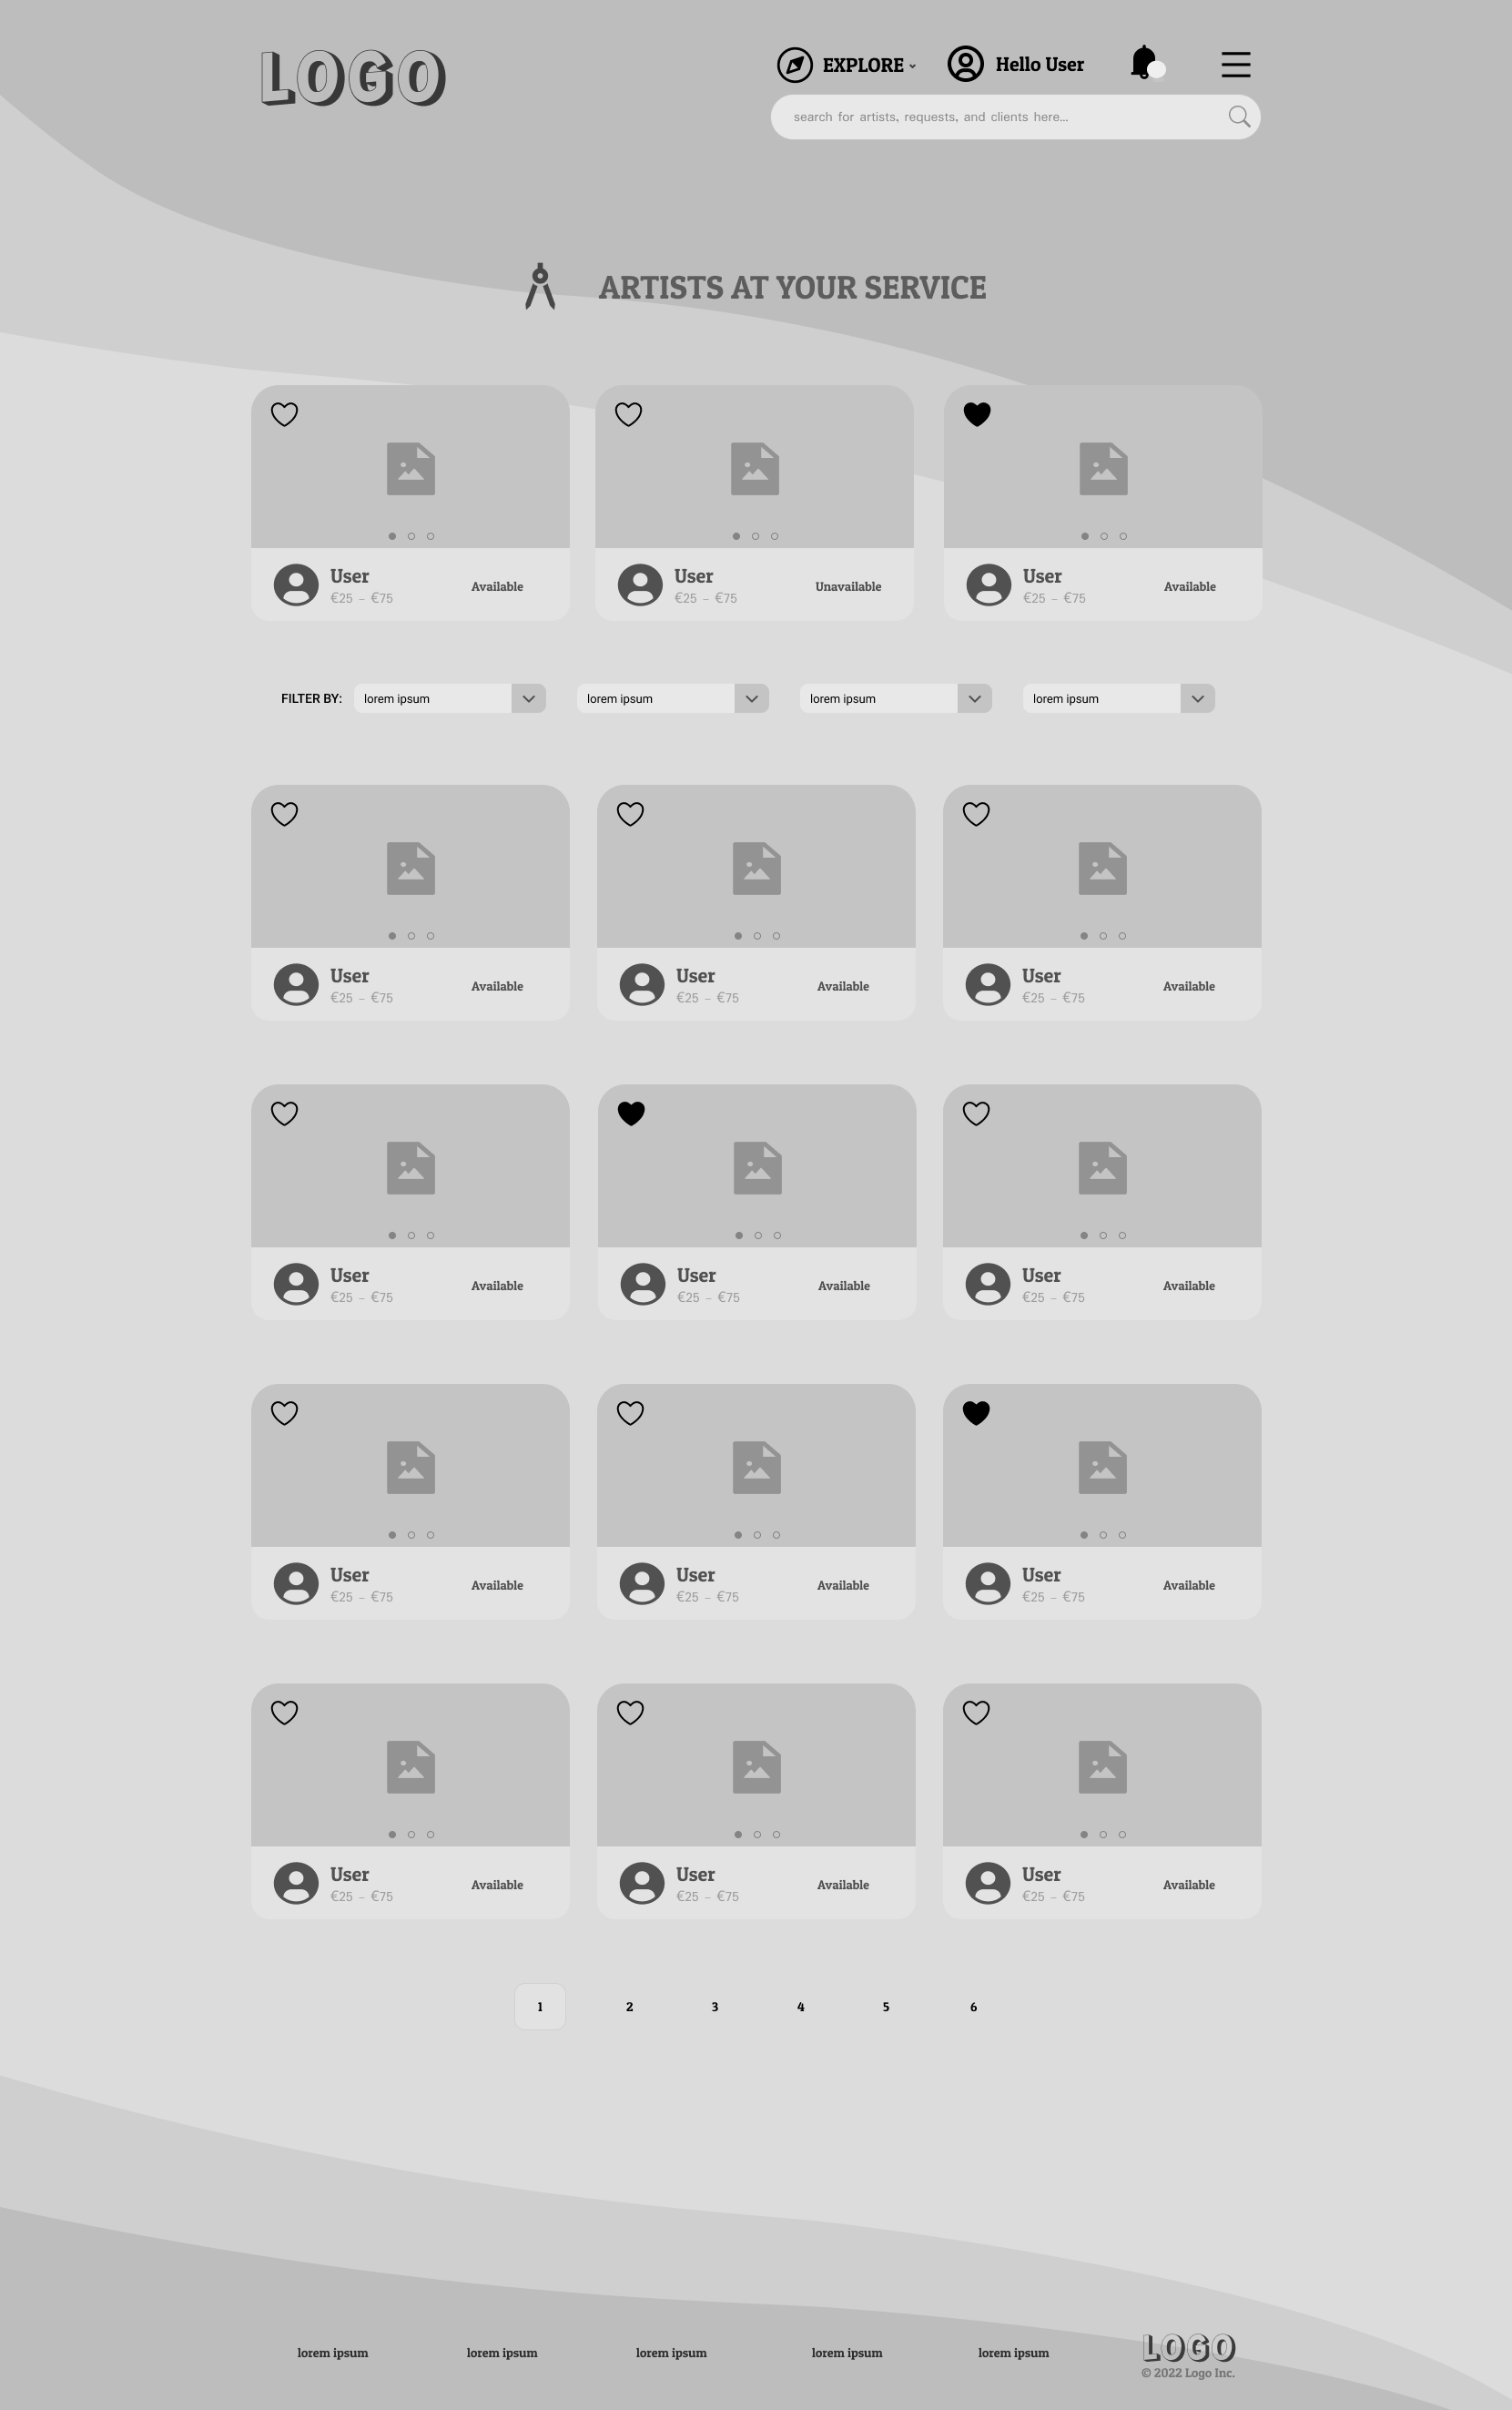 LOGO
EXPLORE
Hello User
search for artists, requests, and clients here...
ARTISTS AT YOUR SERVICE
User
€25 - €75
Available
User
€25 - €75
Unavailable
User
€25 - €75
Available
FILTER BY: lorem ipsum lorem ipsum lorem ipsum lorem ipsum
User
€25 - €75
Available
User
€25 - €75
Available
User
€25 - €75
Available
User
€25 - €75
Available
User
€25 - €75
Available
User
€25 - €75
Available
User
€25 - €75
Available
User
€25 - €75
Available
User
€25 - €75
Available
User
€25 - €75
Available
User
€25 - €75
Available
User
€25 - €75
Available
1 2 3 4 5 6
lorem ipsum lorem ipsum lorem ipsum lorem ipsum lorem ipsum
LOGO
© 2022 Logo Inc.